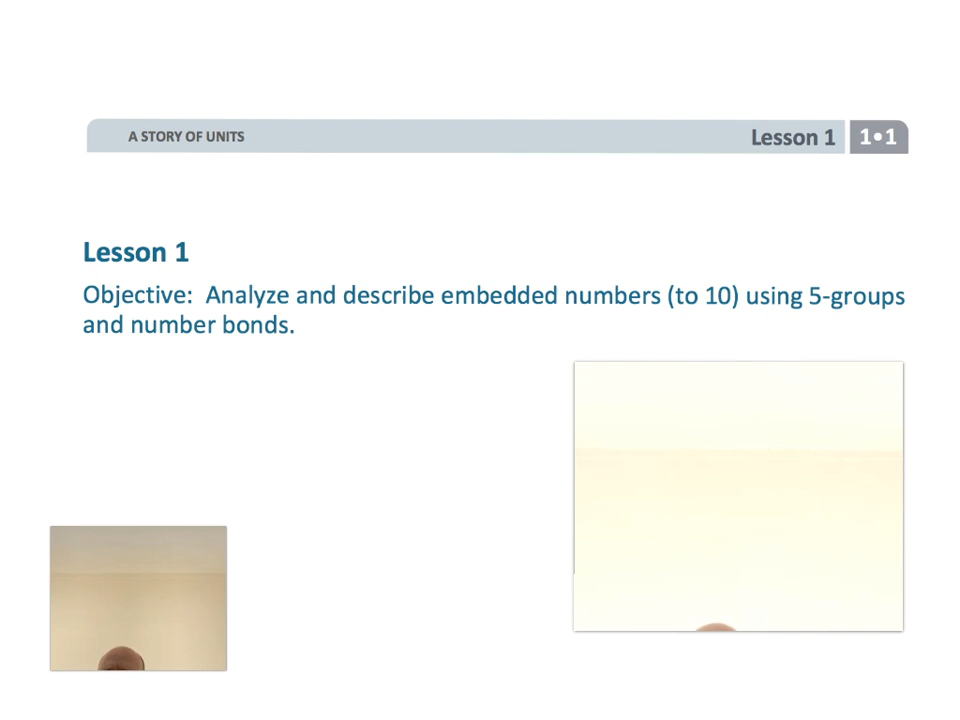 A STORY OF UNITS
Lesson 1
1•1
Lesson 1
Objective:  Analyze and describe embedded numbers (to 10) using 5-groups
and number bonds.